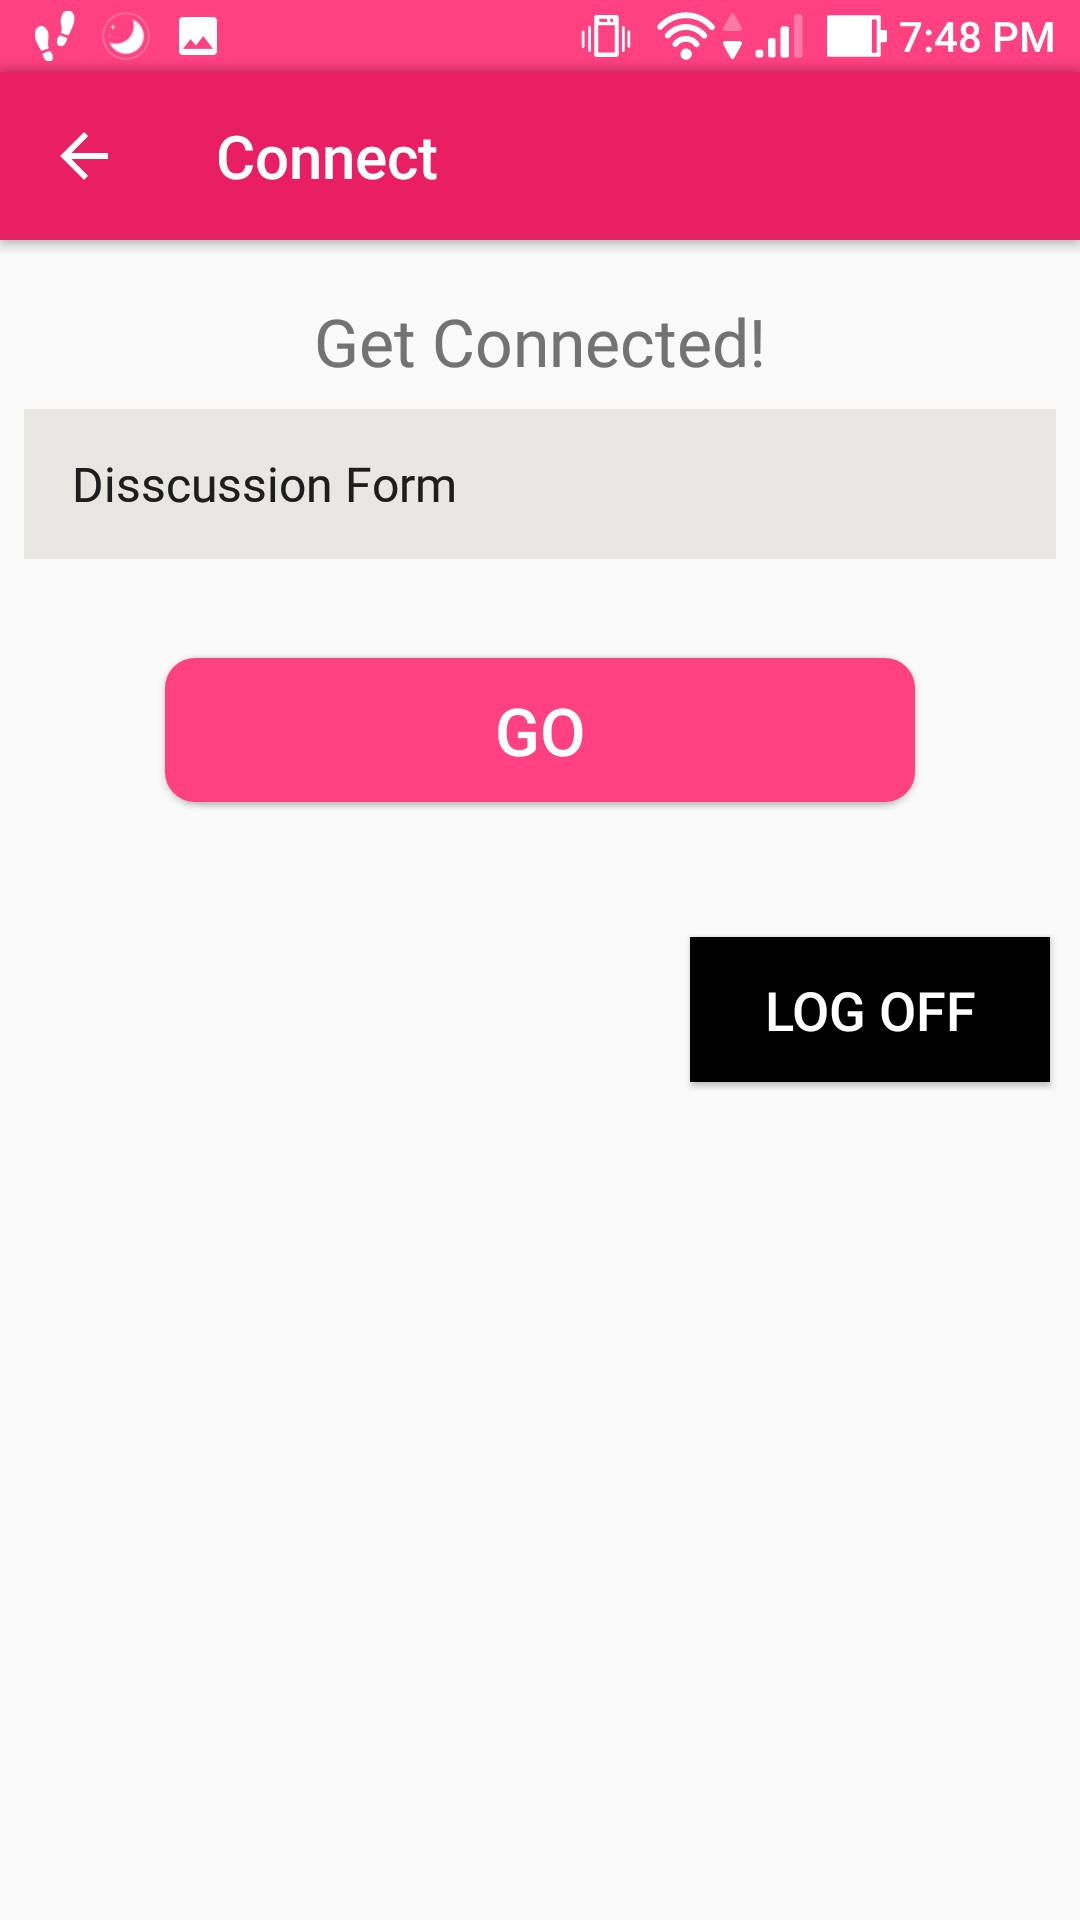 7:48 PM
Connect
Get Connected!
Disscussion Form
GO
LOG OFF